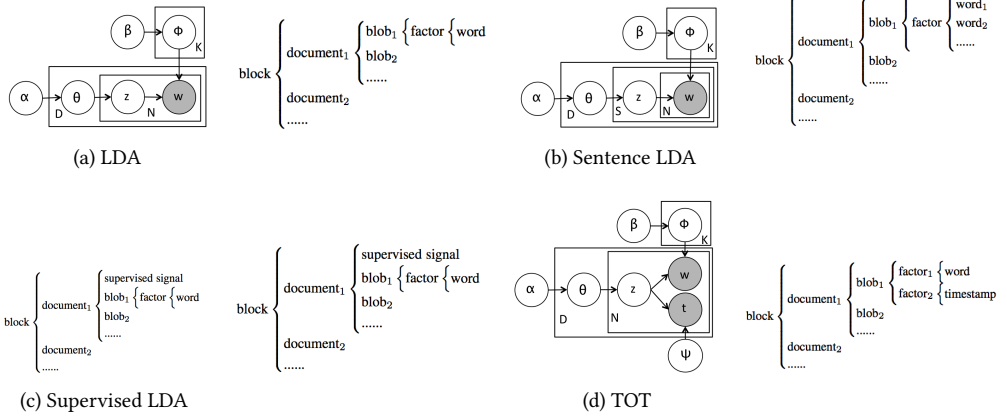 β Φ K
α θ z w
D N
block
document₁
blob₁ factor word
blob₂
......
document₂
......
(a) LDA
β Φ K
α θ z w
D S N
block
document₁
blob₁ factor word₁
word₂
......
blob₂
......
document₂
......
(b) Sentence LDA
block
document₁
supervised signal
blob₁ factor word
blob₂
......
document₂
......
block
document₁
supervised signal
blob₁ factor word
blob₂
......
document₂
......
(c) Supervised LDA
β Φ K
w
α θ z
t
D N
Ψ
block
document₁
blob₁ factor₁ word
factor₂ timestamp
blob₂
......
document₂
......
(d) TOT